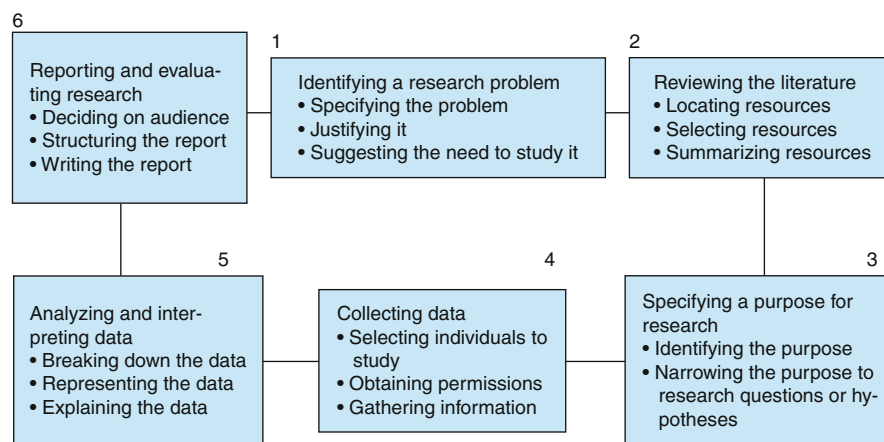 6
Reporting and evalua-
ting research
• Deciding on audience
• Structuring the report
• Writing the report
1
Identifying a research problem
• Specifying the problem
• Justifying it
• Suggesting the need to study it
2
Reviewing the literature
• Locating resources
• Selecting resources
• Summarizing resources
5
Analyzing and inter-
preting data
• Breaking down the data
• Representing the data
• Explaining the data
4
Collecting data
• Selecting individuals to
study
• Obtaining permissions
• Gathering information
3
Specifying a purpose for
research
• Identifying the purpose
• Narrowing the purpose to
research questions or hy-
potheses